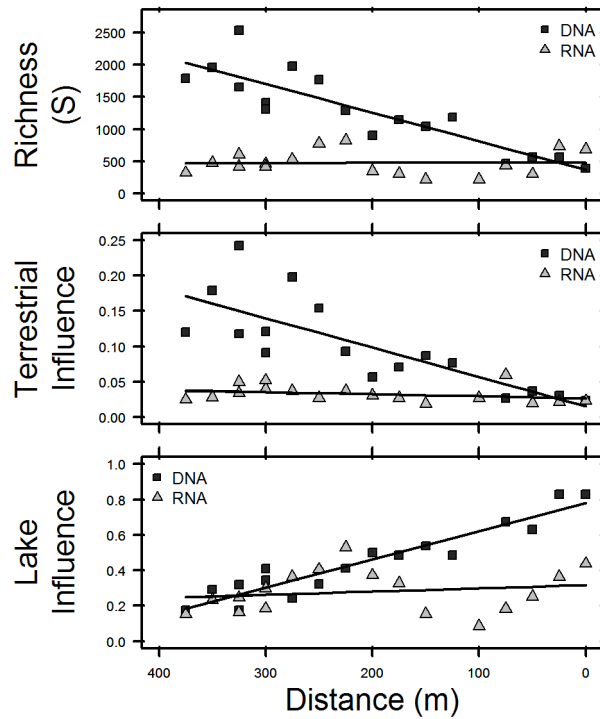 Richness
(S)
2500
2000
1500
1000
500
0
DNA
RNA
Terrestrial
Influence
0.25
0.20
0.15
0.10
0.05
0.00
DNA
RNA
Lake
Influence
1.0
0.8
0.6
0.4
0.2
0.0
DNA
RNA
400 300 200 100 0
Distance (m)